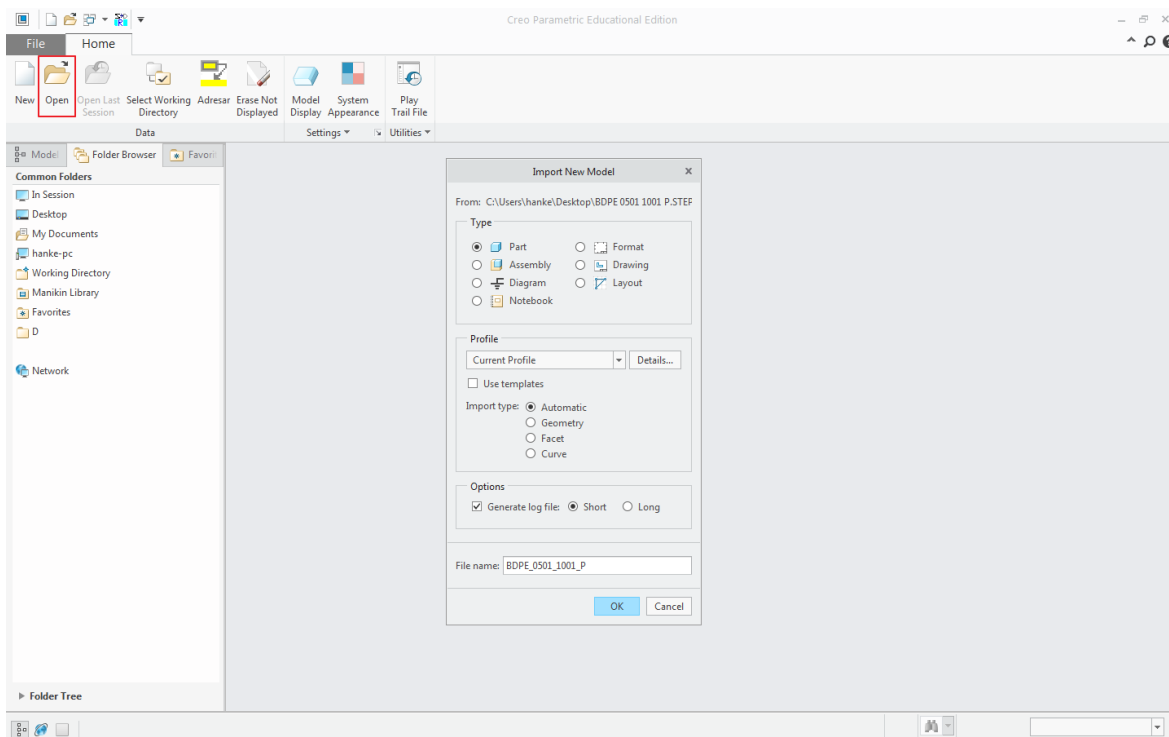 Creo Parametric Educational Edition
File Home
New Open Open Last Session Select Working Directory Adresar Erase Not Displayed Model Display System Appearance Play Trail File
Data Settings Utilities
Model Folder Browser Favori
Common Folders
In Session
Desktop
My Documents
hanke-pc
Working Directory
Manikin Library
Favorites
D
Network
Folder Tree
Import New Model
From: C:\Users\hanke\Desktop\BDPE 0501 1001 P.STEP
Type
Part Format
Assembly Drawing
Diagram Layout
Notebook
Profile
Current Profile Details...
Use templates
Import type: Automatic
Geometry
Facet
Curve
Options
Generate log file: Short Long
File name: BDPE_0501_1001_P
OK Cancel